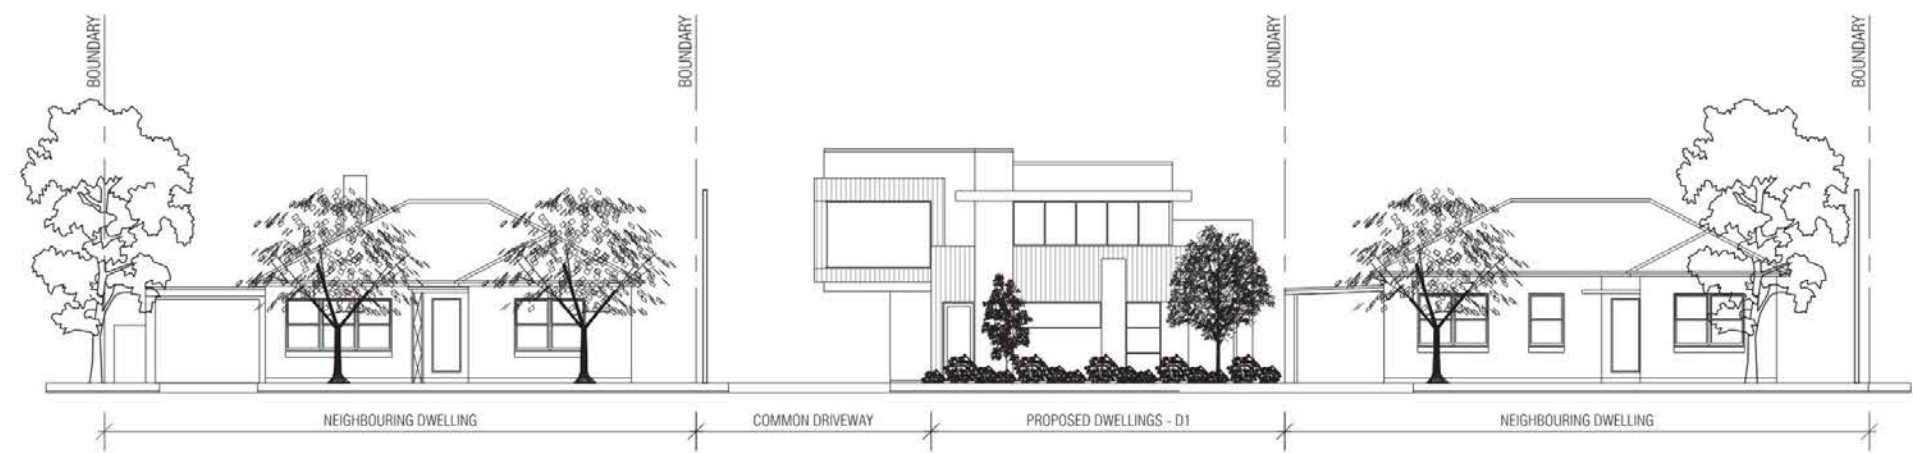 BOUNDARY
BOUNDARY
BOUNDARY
BOUNDARY
NEIGHBOURING DWELLING
COMMON DRIVEWAY
PROPOSED DWELLINGS - D1
NEIGHBOURING DWELLING